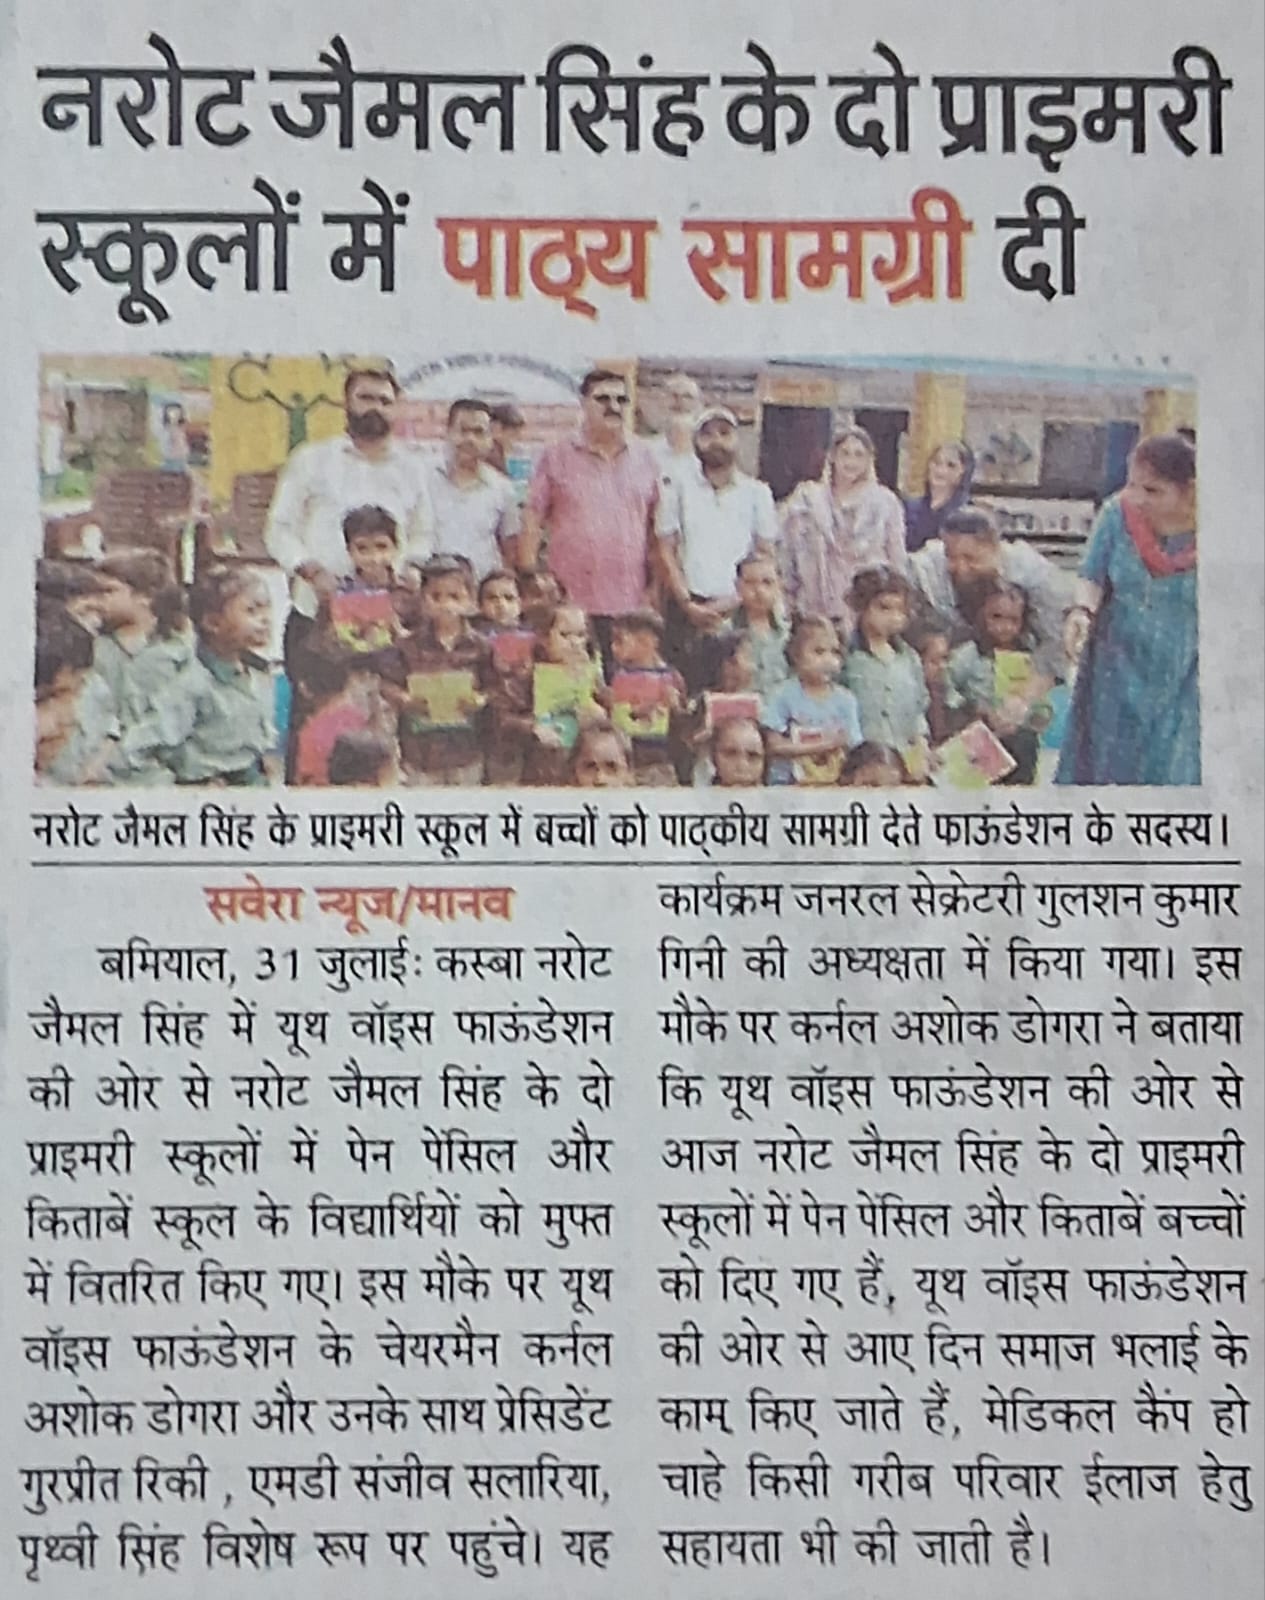 नरोट जैमल सिंह के दो प्राइमरी
स्कूलों में पाठ्य सामग्री दी
नरोट जैमल सिंह के प्राइमरी स्कूल में बच्चों को पाठ्कीय सामग्री देते फाऊंडेशन के सदस्य।
सवेरा न्यूज/मानव
बमियाल, 31 जुलाई: कस्बा नरोट
जैमल सिंह में यूथ वॉइस फाऊंडेशन
की ओर से नरोट जैमल सिंह के दो
प्राइमरी स्कूलों में पेन पेंसिल और
किताबें स्कूल के विद्यार्थियों को मुफ्त
में वितरित किए गए। इस मौके पर यूथ
वॉइस फाऊंडेशन के चेयरमैन कर्नल
अशोक डोगरा और उनके साथ प्रेसिडेंट
गुरप्रीत रिकी , एमडी संजीव सलारिया,
पृथ्वी सिंह विशेष रूप पर पहुंचे। यह
कार्यक्रम जनरल सेक्रेटरी गुलशन कुमार
गिनी की अध्यक्षता में किया गया। इस
मौके पर कर्नल अशोक डोगरा ने बताया
कि यूथ वॉइस फाऊंडेशन की ओर से
आज नरोट जैमल सिंह के दो प्राइमरी
स्कूलों में पेन पेंसिल और किताबें बच्चों
को दिए गए हैं, यूथ वॉइस फाऊंडेशन
की ओर से आए दिन समाज भलाई के
काम् किए जाते हैं, मेडिकल कैंप हो
चाहे किसी गरीब परिवार ईलाज हेतु
सहायता भी की जाती है।